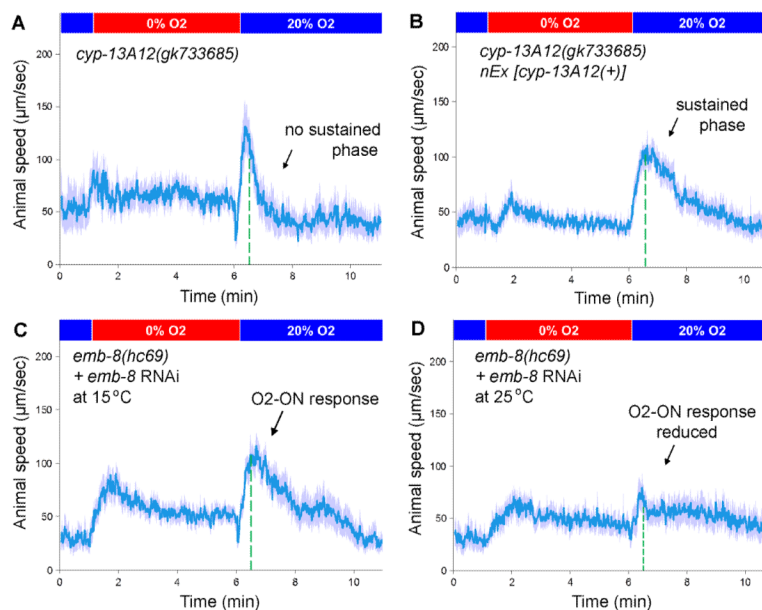 A
0% O2 20% O2
cyp-13A12(gk733685)
no sustained
phase
Animal speed (µm/sec)
200
150
100
50
0
0 2 4 6 8 10
Time (min)
B
0% O2 20% O2
cyp-13A12(gk733685)
nEx [cyp-13A12(+)]
sustained
phase
Animal speed (µm/sec)
200
150
100
50
0
0 2 4 6 8 10
Time (min)
C
0% O2 20% O2
emb-8(hc69)
+ emb-8 RNAi
at 15°C
O2-ON response
Animal speed (µm/sec)
200
150
100
50
0
0 2 4 6 8 10
Time (min)
D
0% O2 20% O2
emb-8(hc69)
+ emb-8 RNAi
at 25°C
O2-ON response
reduced
Animal speed (µm/sec)
200
150
100
50
0
0 2 4 6 8 10
Time (min)